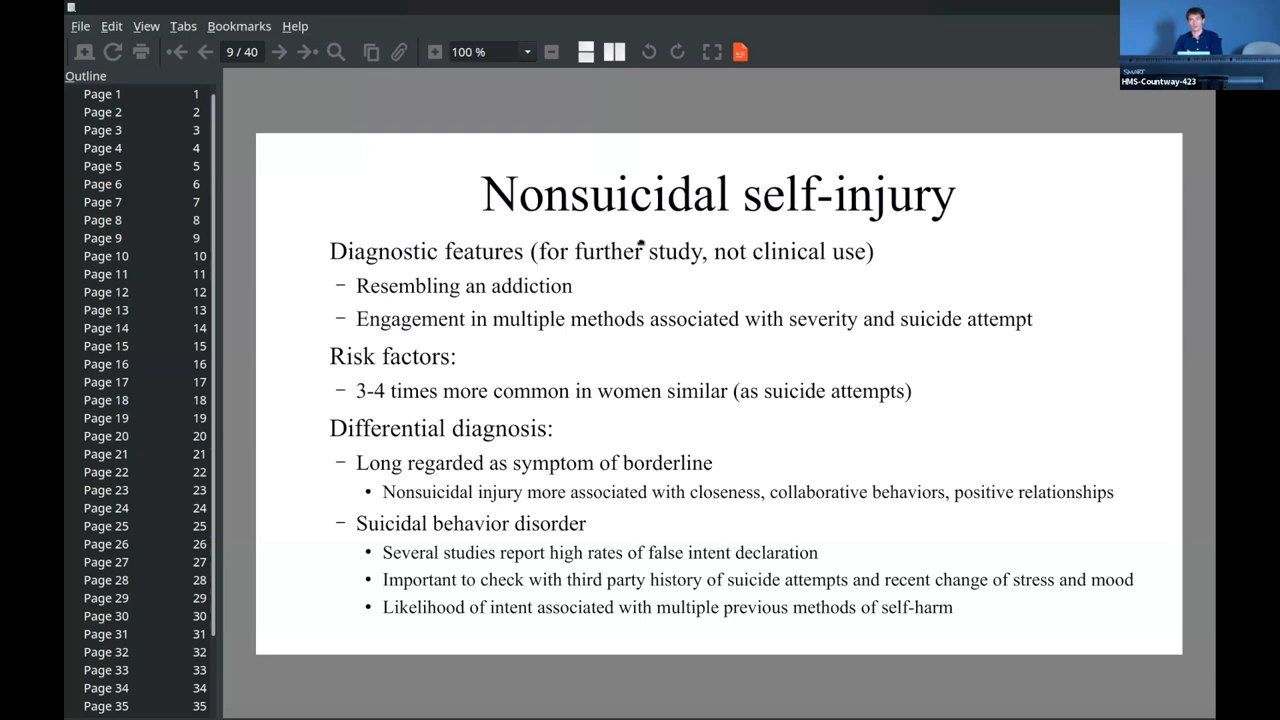 File Edit View Tabs Bookmarks Help
9 / 40 100 %
Outline
Page 1 1
Page 2 2
Page 3 3
Page 4 4
Page 5 5
Page 6 6
Page 7 7
Page 8 8
Page 9 9
Page 10 10
Page 11 11
Page 12 12
Page 13 13
Page 14 14
Page 15 15
Page 16 16
Page 17 17
Page 18 18
Page 19 19
Page 20 20
Page 21 21
Page 22 22
Page 23 23
Page 24 24
Page 25 25
Page 26 26
Page 27 27
Page 28 28
Page 29 29
Page 30 30
Page 31 31
Page 32 32
Page 33 33
Page 34 34
Page 35 35
Nonsuicidal self-injury
Diagnostic features (for further study, not clinical use)
– Resembling an addiction
– Engagement in multiple methods associated with severity and suicide attempt
Risk factors:
– 3-4 times more common in women similar (as suicide attempts)
Differential diagnosis:
– Long regarded as symptom of borderline
• Nonsuicidal injury more associated with closeness, collaborative behaviors, positive relationships
– Suicidal behavior disorder
• Several studies report high rates of false intent declaration
• Important to check with third party history of suicide attempts and recent change of stress and mood
• Likelihood of intent associated with multiple previous methods of self-harm
SMART
HMS-Countway-423